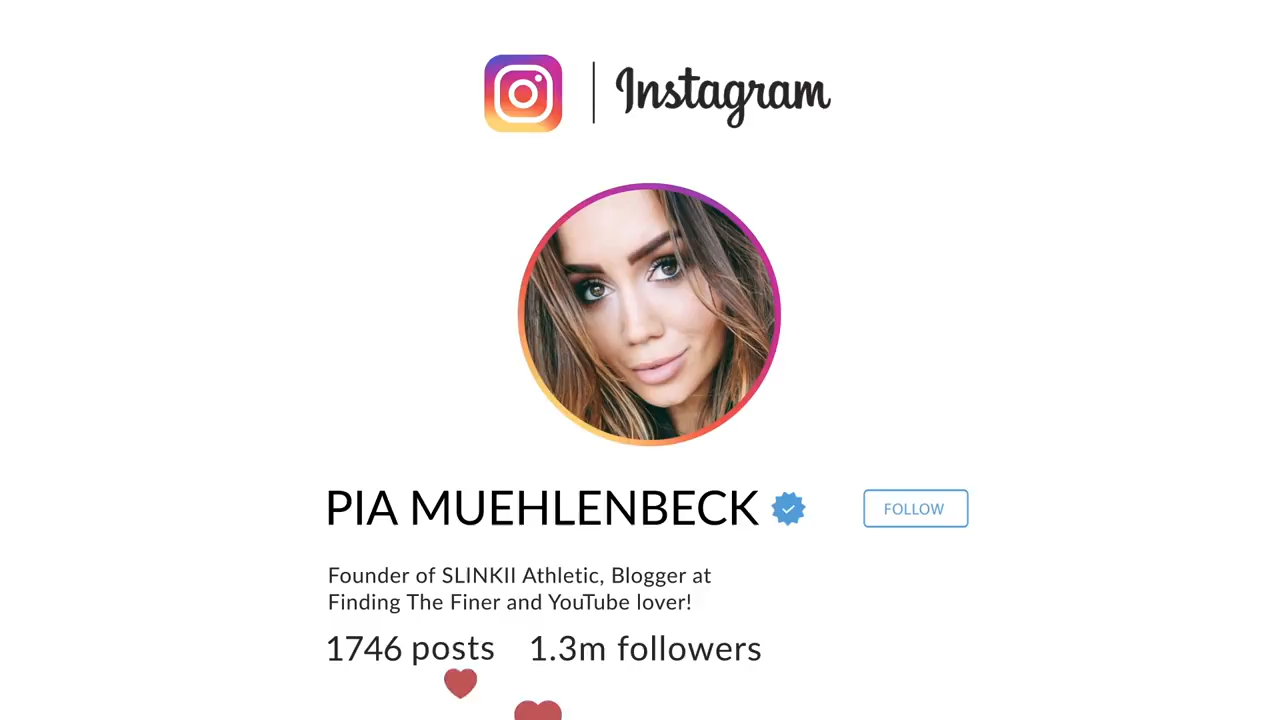 Instagram
PIA MUEHLENBECK
FOLLOW
Founder of SLINKII Athletic, Blogger at
Finding The Finer and YouTube lover!
1746 posts 1.3m followers